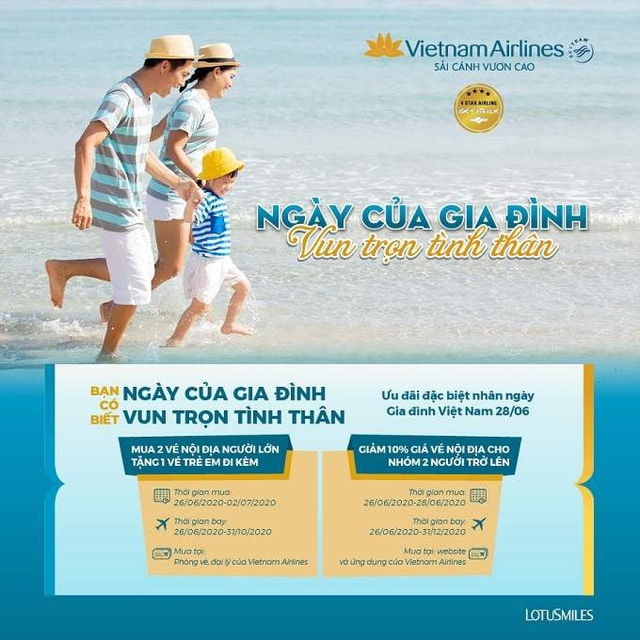 Vietnam Airlines
SẢI CÁNH VƯƠN CAO
SKYTEAM
4 STAR AIRLINE
SKYTRAX
NGÀY CỦA GIA ĐÌNH
Vun trọn tình thân
BẠN CÓ BIẾT
NGÀY CỦA GIA ĐÌNH
VUN TRỌN TÌNH THÂN
Ưu đãi đặc biệt nhân ngày
Gia đình Việt Nam 28/06
MUA 2 VÉ NỘI ĐỊA NGƯỜI LỚN
TẶNG 1 VÉ TRẺ EM ĐI KÈM
Thời gian mua:
26/06/2020-02/07/2020
Thời gian bay:
26/06/2020-31/10/2020
Mua tại:
Phòng vé, đại lý của Vietnam Airlines
GIẢM 10% GIÁ VÉ NỘI ĐỊA CHO
NHÓM 2 NGƯỜI TRỞ LÊN
Thời gian mua:
26/06/2020-28/06/2020
Thời gian bay:
26/06/2020-31/12/2020
Mua tại: website
và ứng dụng của Vietnam Airlines
LOTUSMILES